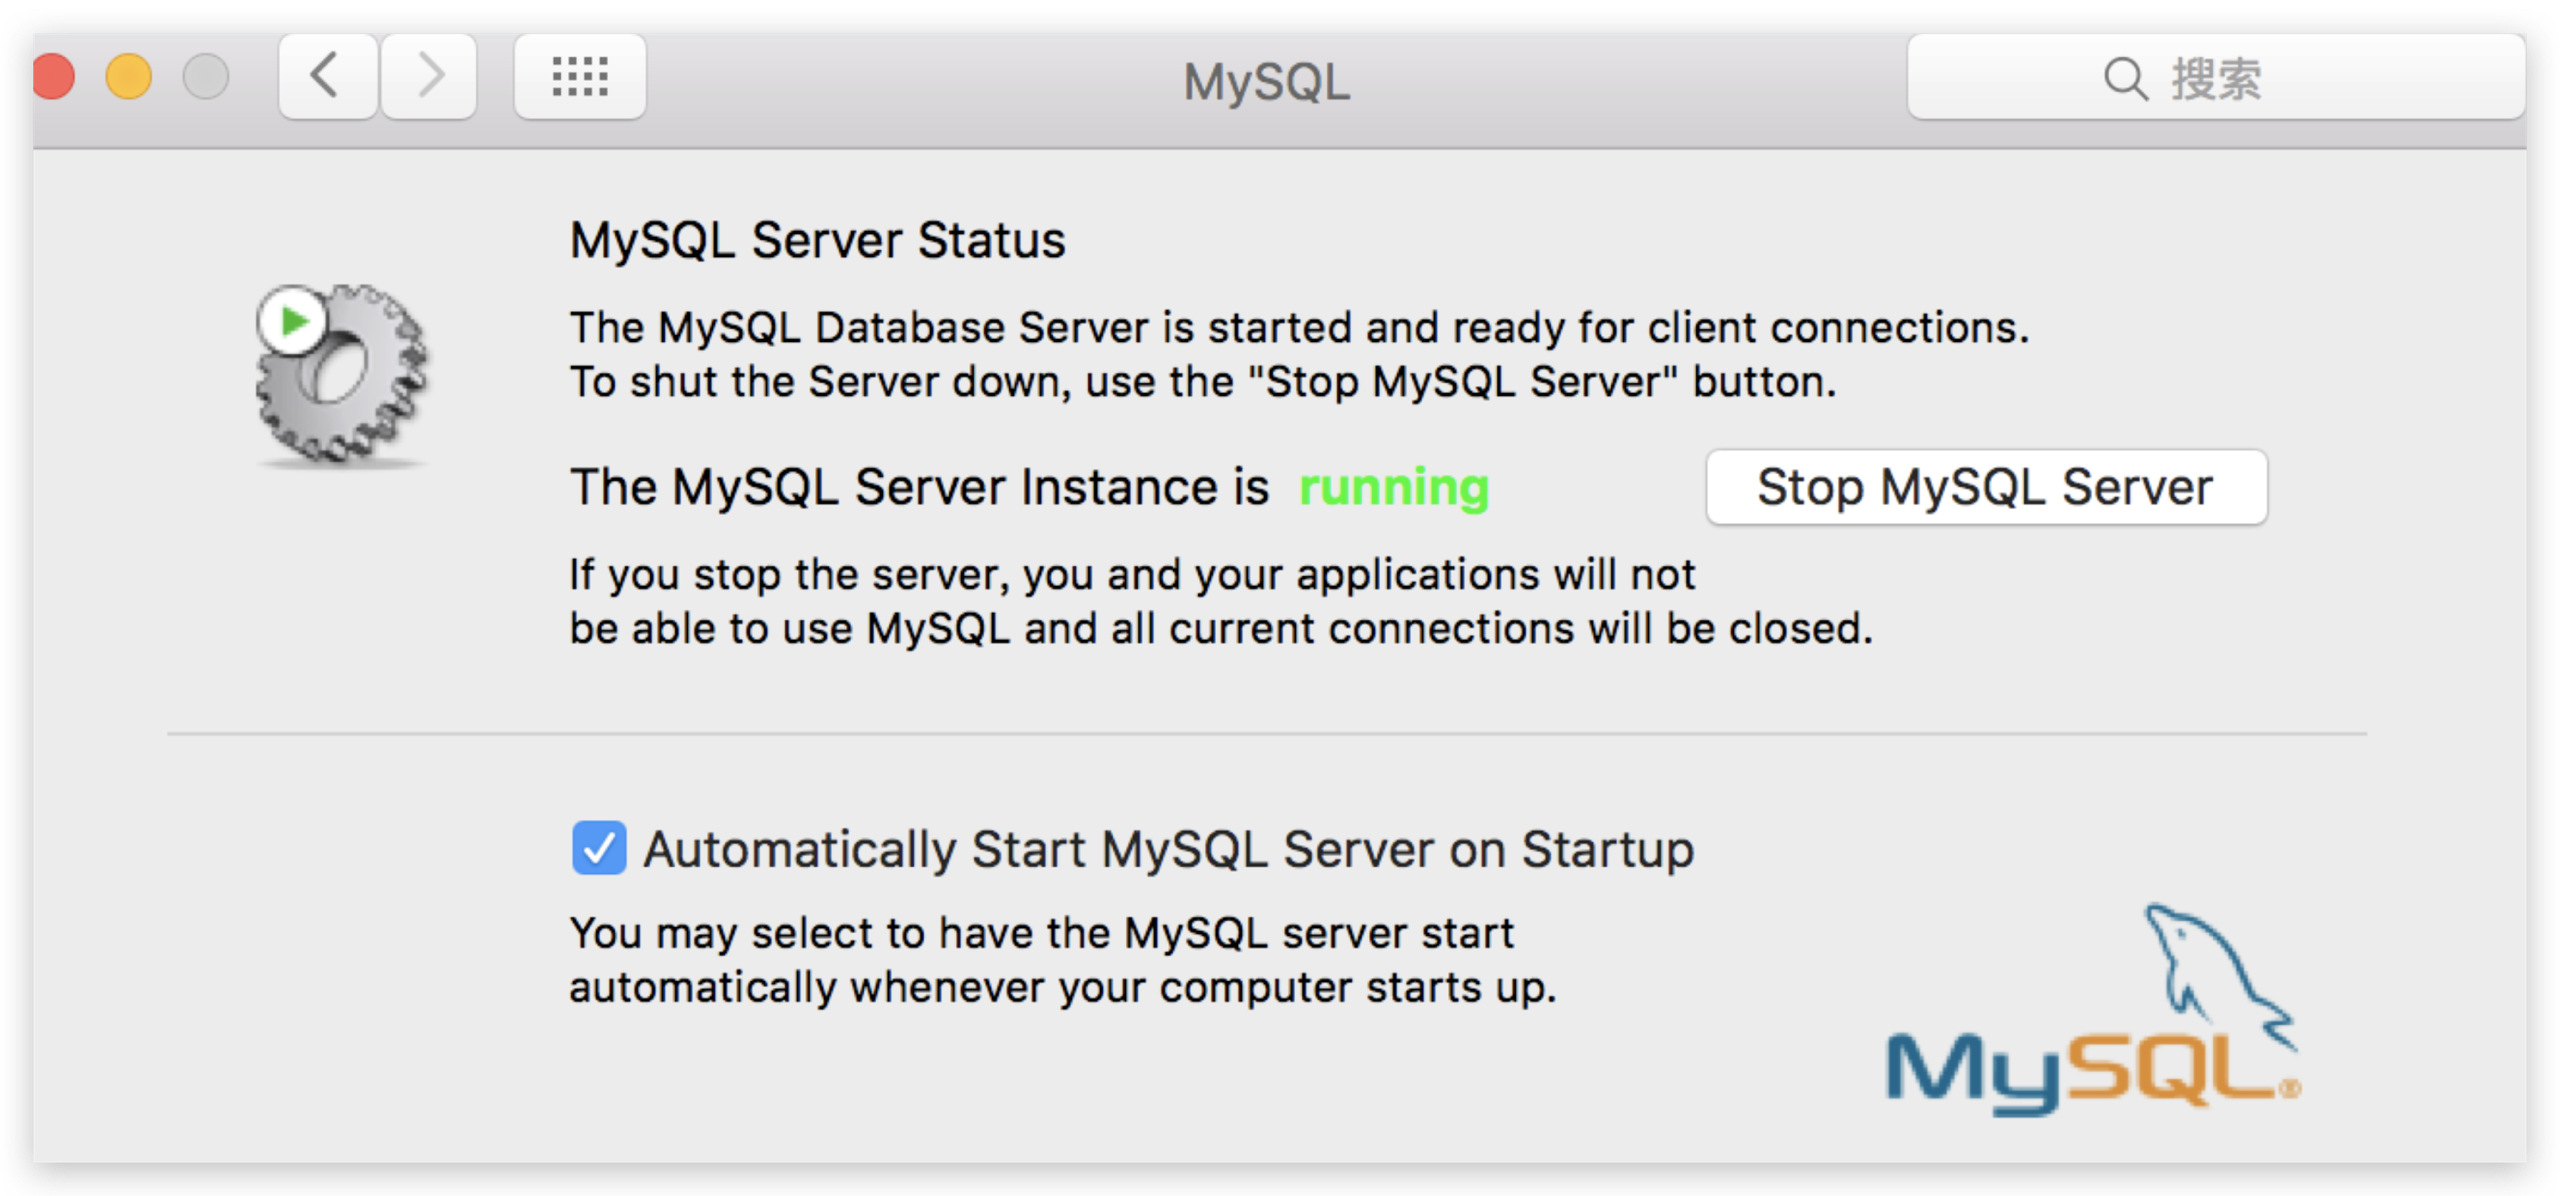 MySQL
搜索
MySQL Server Status
The MySQL Database Server is started and ready for client connections.
To shut the Server down, use the "Stop MySQL Server" button.
The MySQL Server Instance is running
Stop MySQL Server
If you stop the server, you and your applications will not
be able to use MySQL and all current connections will be closed.
Automatically Start MySQL Server on Startup
You may select to have the MySQL server start
automatically whenever your computer starts up.
MySQL®